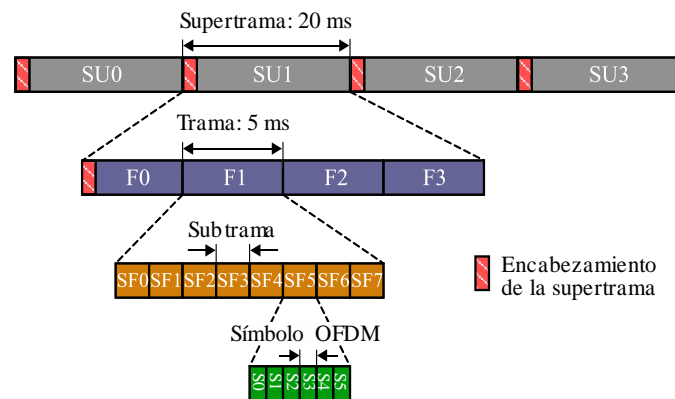 Supertrama: 20 ms
SU0 SU1 SU2 SU3
Trama: 5 ms
F0 F1 F2 F3
Subtrama
SF0 SF1 SF2 SF3 SF4 SF5 SF6 SF7
Encabezamiento
de la supertrama
Símbolo OFDM
S0 S1 S2 S3 S4 S5